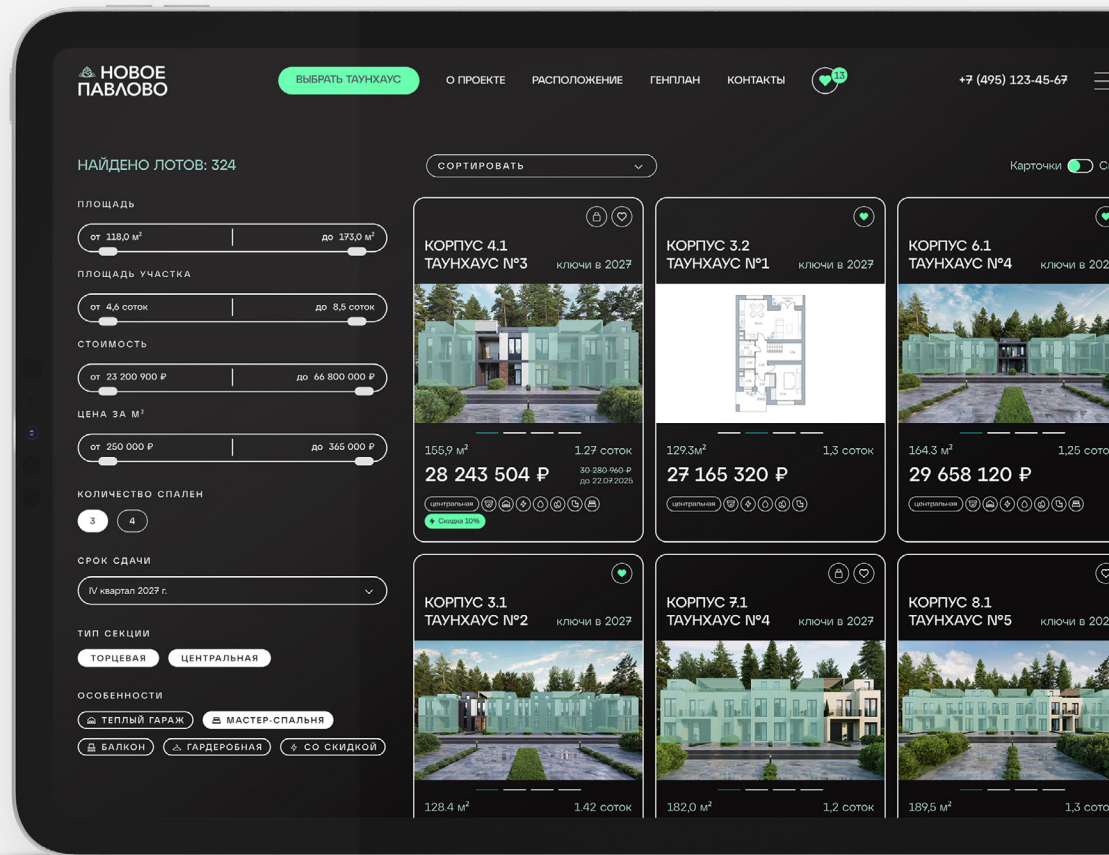 НОВОЕ
ПАВЛОВО
ВЫБРАТЬ ТАУНХАУС
О ПРОЕКТЕ
РАСПОЛОЖЕНИЕ
ГЕНПЛАН
КОНТАКТЫ
13
+7 (495) 123-45-67
НАЙДЕНО ЛОТОВ: 324
СОРТИРОВАТЬ
Карточки
ПЛОЩАДЬ
от 118,0 м² до 173,0 м²
ПЛОЩАДЬ УЧАСТКА
от 4,6 соток до 8,5 соток
СТОИМОСТЬ
от 23 200 900 ₽ до 66 800 000 ₽
ЦЕНА ЗА М²
от 250 000 ₽ до 365 000 ₽
КОЛИЧЕСТВО СПАЛЕН
3 4
СРОК СДАЧИ
IV квартал 2027 г.
ТИП СЕКЦИИ
ТОРЦЕВАЯ ЦЕНТРАЛЬНАЯ
ОСОБЕННОСТИ
ТЕПЛЫЙ ГАРАЖ МАСТЕР-СПАЛЬНЯ
БАЛКОН ГАРДЕРОБНАЯ СО СКИДКОЙ
КОРПУС 4.1
ТАУНХАУС №3 ключи в 2027
155,9 м² 1.27 соток
28 243 504 ₽
30 280 960 ₽
до 22.07.2025
центральная
Скидка 10%
КОРПУС 3.2
ТАУНХАУС №1 ключи в 2027
129.3м² 1,3 соток
27 165 320 ₽
центральная
КОРПУС 6.1
ТАУНХАУС №4 ключи в 202
164.3 м² 1,25 сото
29 658 120 ₽
центральная
КОРПУС 3.1
ТАУНХАУС №2 ключи в 2027
128.4 м² 1.42 соток
КОРПУС 7.1
ТАУНХАУС №4 ключи в 2027
182,0 м² 1,2 соток
КОРПУС 8.1
ТАУНХАУС №5 ключи в 202
189,5 м² 1,3 сото